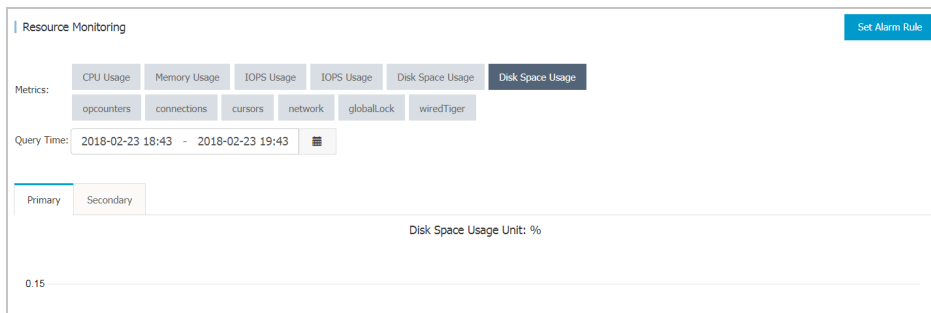 Resource Monitoring
Set Alarm Rule
Metrics:
CPU Usage Memory Usage IOPS Usage IOPS Usage Disk Space Usage Disk Space Usage
opcounters connections cursors network globalLock wiredTiger
Query Time: 2018-02-23 18:43 - 2018-02-23 19:43
Primary Secondary
Disk Space Usage Unit: %
0.15